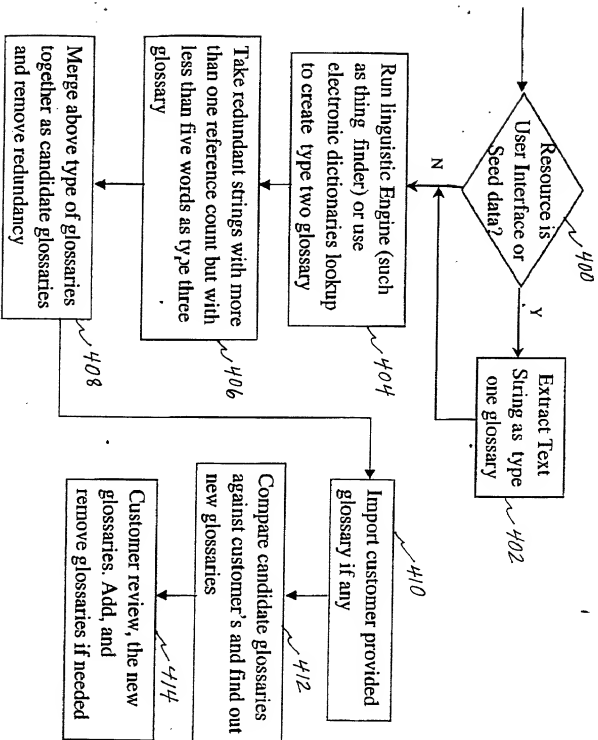 Resource is
User Interface or
Seed data?
400
Y
N
Extract Text
String as type
one glossary
402
Run linguistic Engine (such
as thing finder) or use
electronic dictionaries lookup
to create type two glossary
404
Take redundant strings with more
than one reference count but with
less than five words as type three
glossary
406
Merge above type of glossaries
together as candidate glossaries
and remove redundancy
408
Import customer provided
glossary if any
410
Compare candidate glossaries
against customer's and find out
new glossaries
412
Customer review, the new
glossaries. Add, and
remove glossaries if needed
414